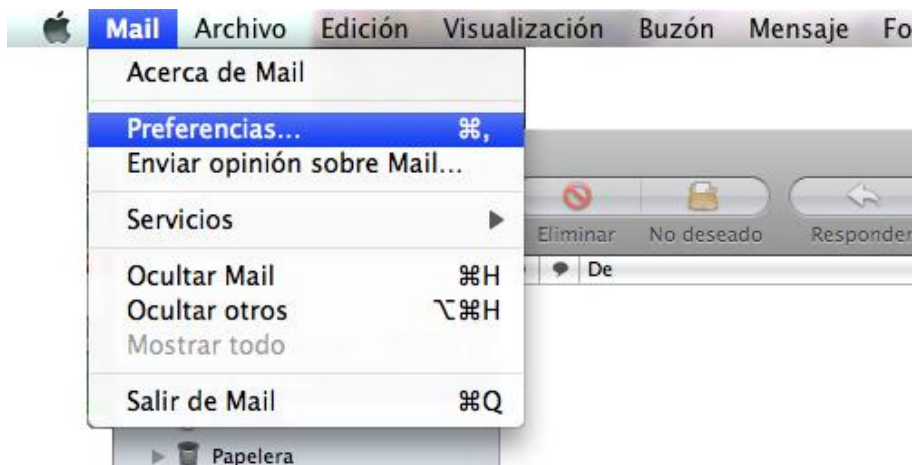 Mail Archivo Edición Visualización Buzón Mensaje Fo
Acerca de Mail
Preferencias... ⌘,
Enviar opinión sobre Mail...
Servicios ▶
Eliminar No deseado Responder
De
Ocultar Mail ⌘H
Ocultar otros ⌥⌘H
Mostrar todo
Salir de Mail ⌘Q
Papelera